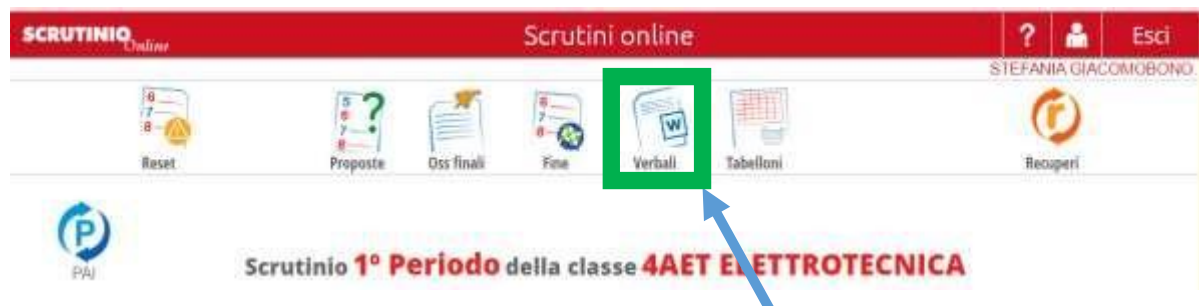 SCRUTINIO Online Scrutini online ? Esci
STEFANIA GIACOMOBONO
Reset Proposte Oss finali Fine Verbali Tabelloni Recuperi
PAI
Scrutinio 1º Periodo della classe 4AET ELETTROTECNICA